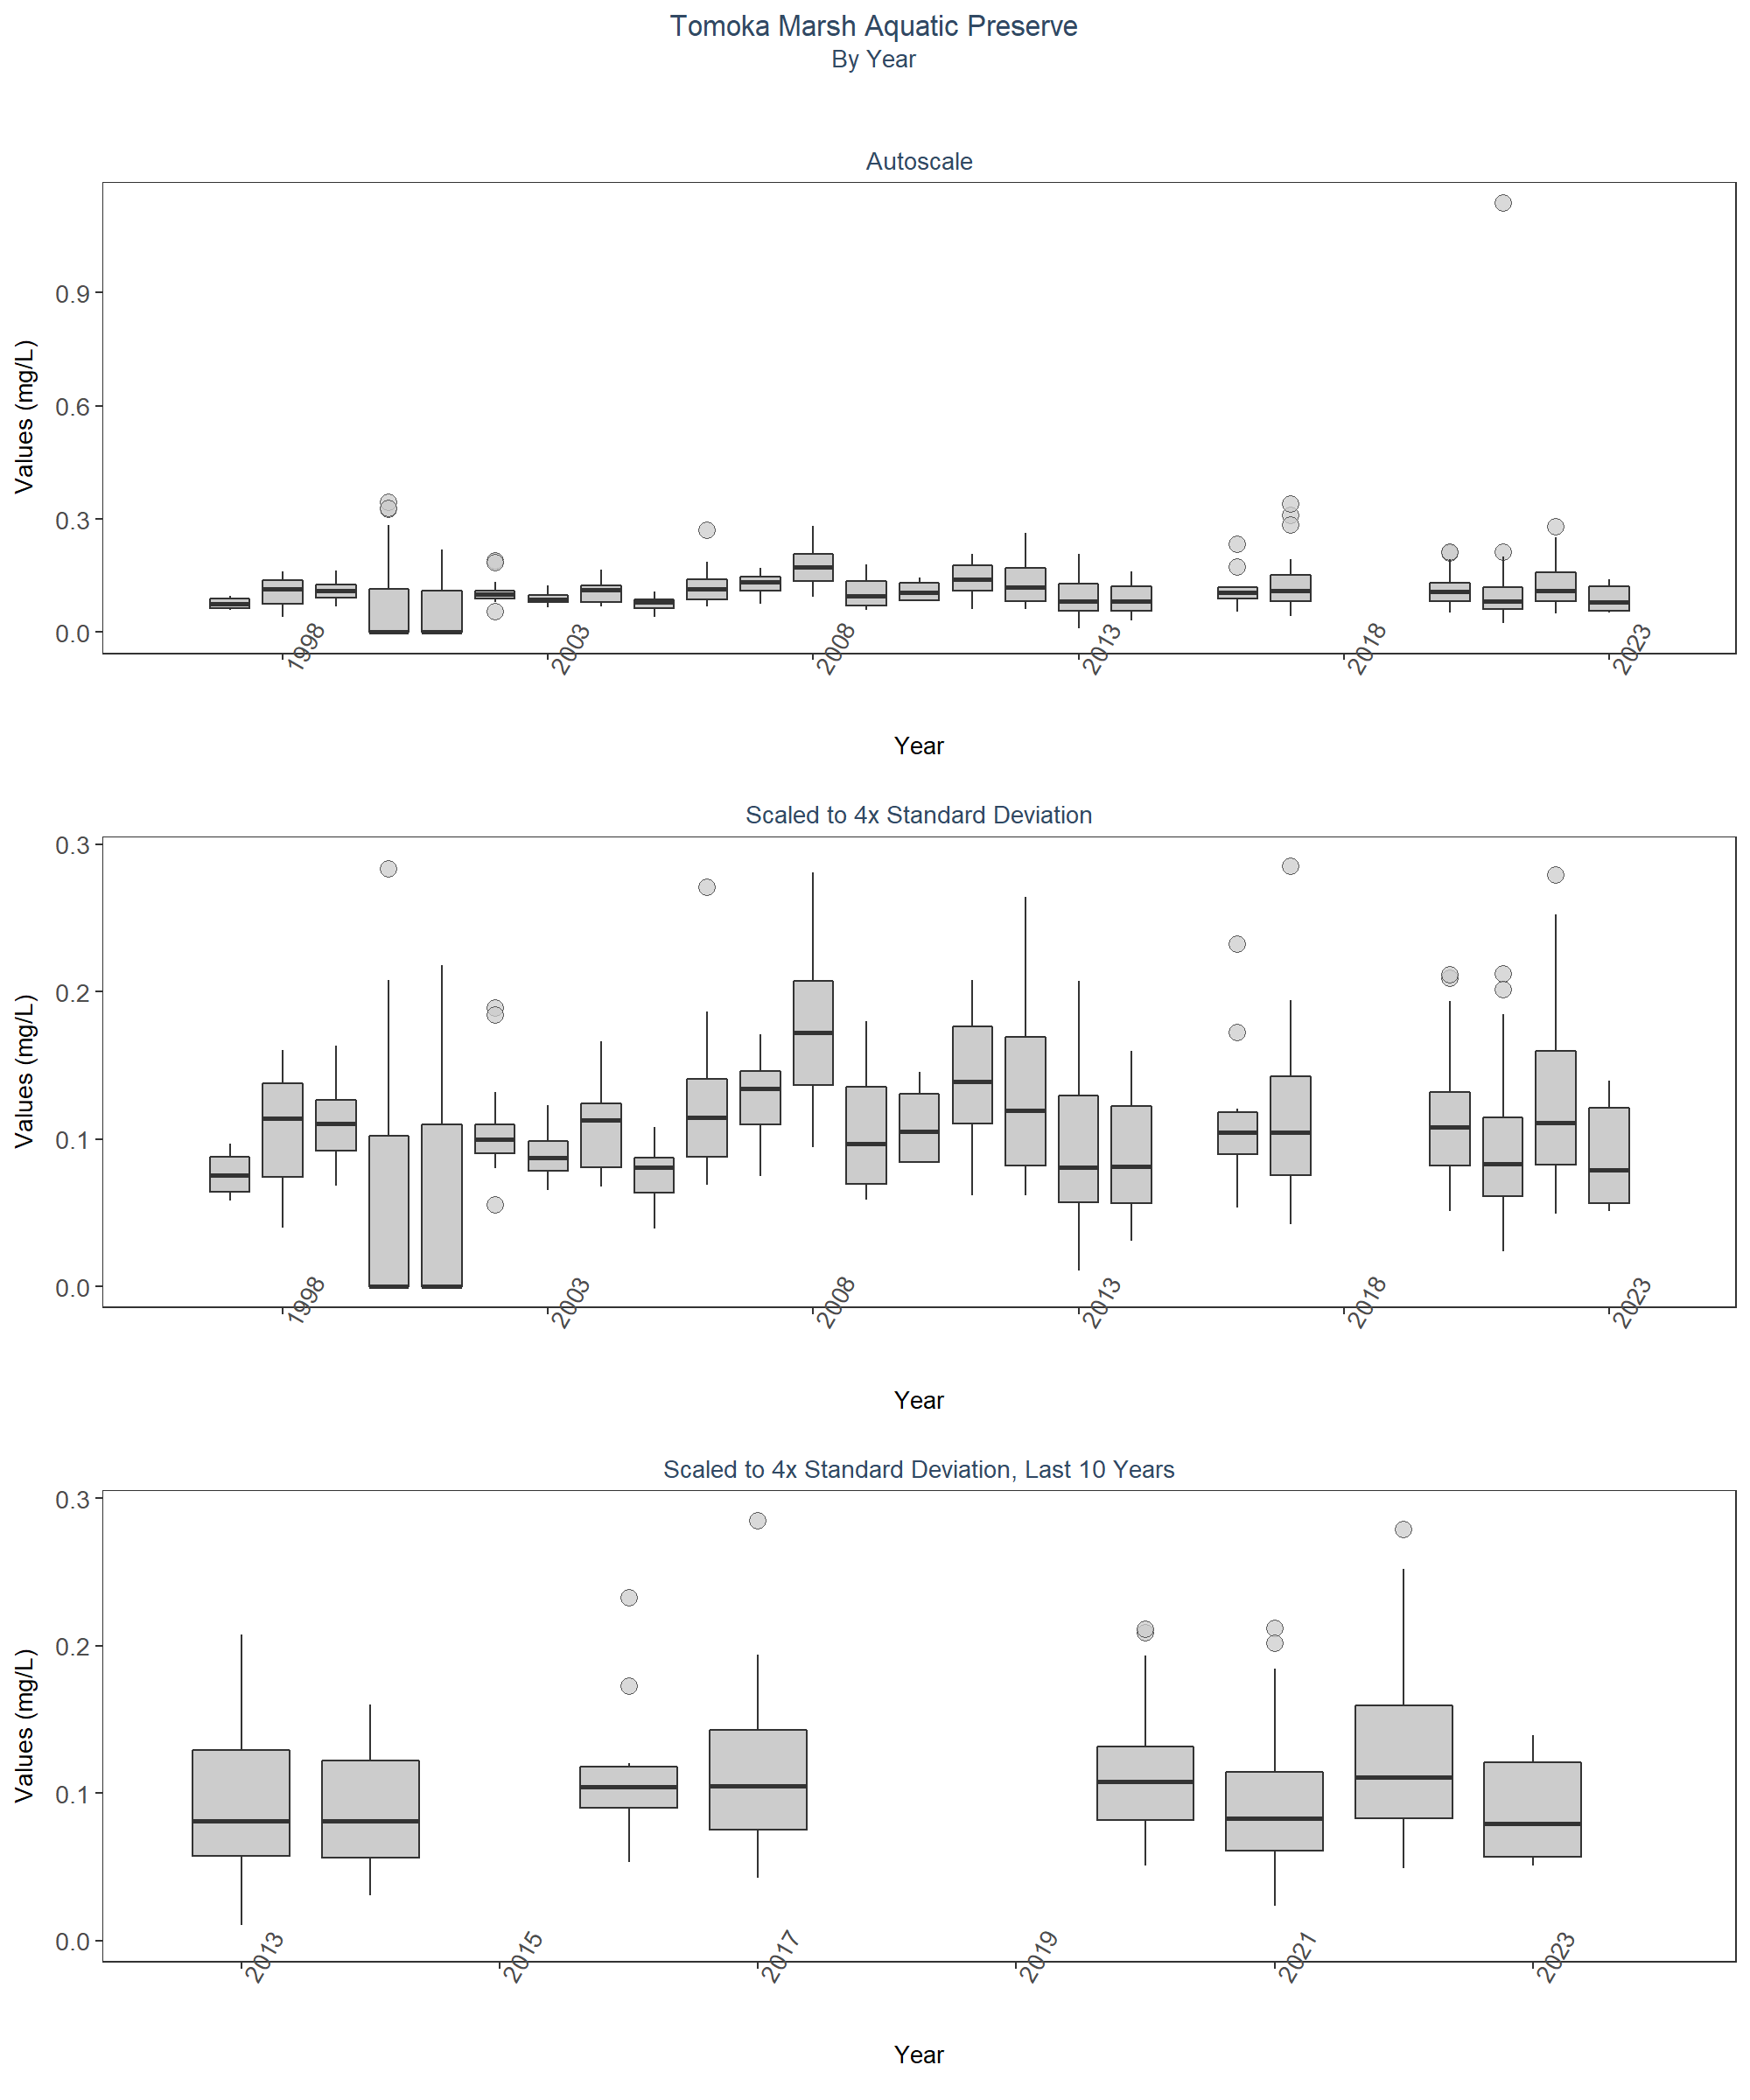 Tomoka Marsh Aquatic Preserve
By Year
Autoscale
Values (mg/L)
0.9
0.6
0.3
0.0
1998 2003 2008 2013 2018 2023
Year
Scaled to 4x Standard Deviation
Values (mg/L)
0.3
0.2
0.1
0.0
1998 2003 2008 2013 2018 2023
Year
Scaled to 4x Standard Deviation, Last 10 Years
Values (mg/L)
0.3
0.2
0.1
0.0
2013 2015 2017 2019 2021 2023
Year